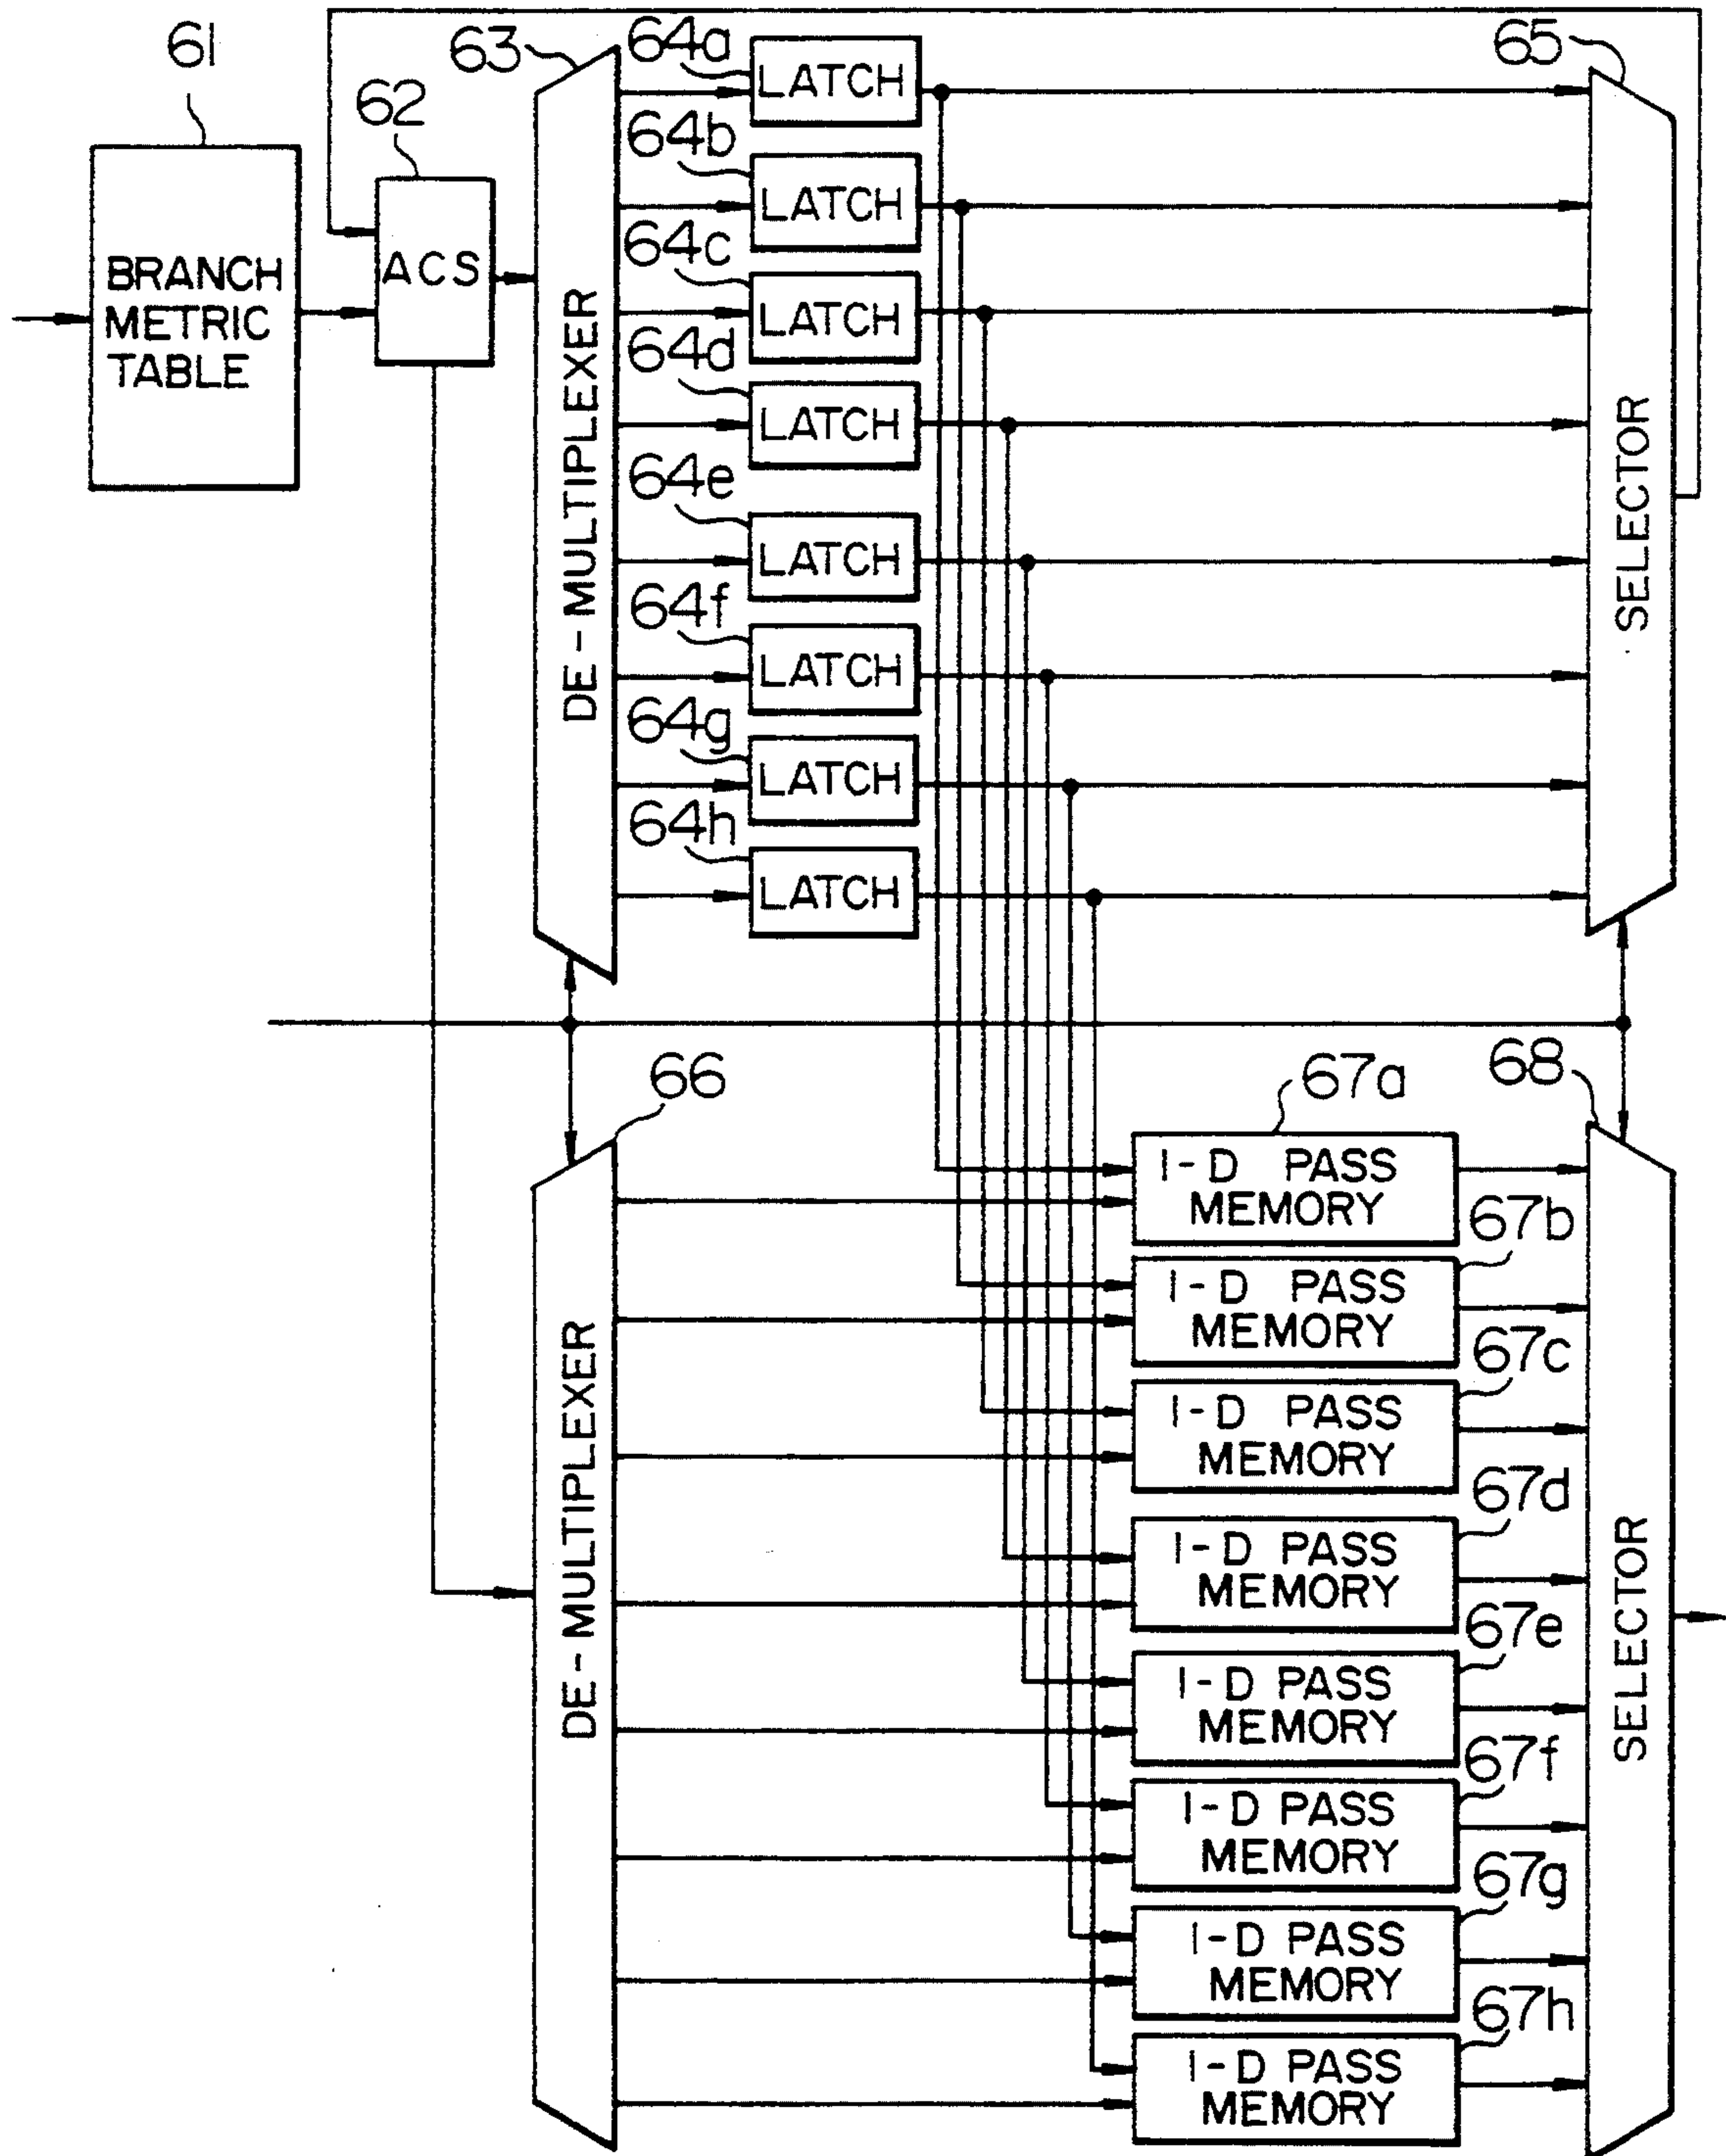 61
62
63
64a
LATCH
65
64b
LATCH
64c
LATCH
64d
LATCH
64e
LATCH
64f
LATCH
64g
LATCH
64h
LATCH
BRANCH
METRIC
TABLE
ACS
DE-MULTIPLEXER
SELECTOR
66
67a
68
1-D PASS
MEMORY
67b
1-D PASS
MEMORY
67c
1-D PASS
MEMORY
67d
1-D PASS
MEMORY
67e
1-D PASS
MEMORY
67f
1-D PASS
MEMORY
67g
1-D PASS
MEMORY
67h
1-D PASS
MEMORY
DE-MULTIPLEXER
SELECTOR